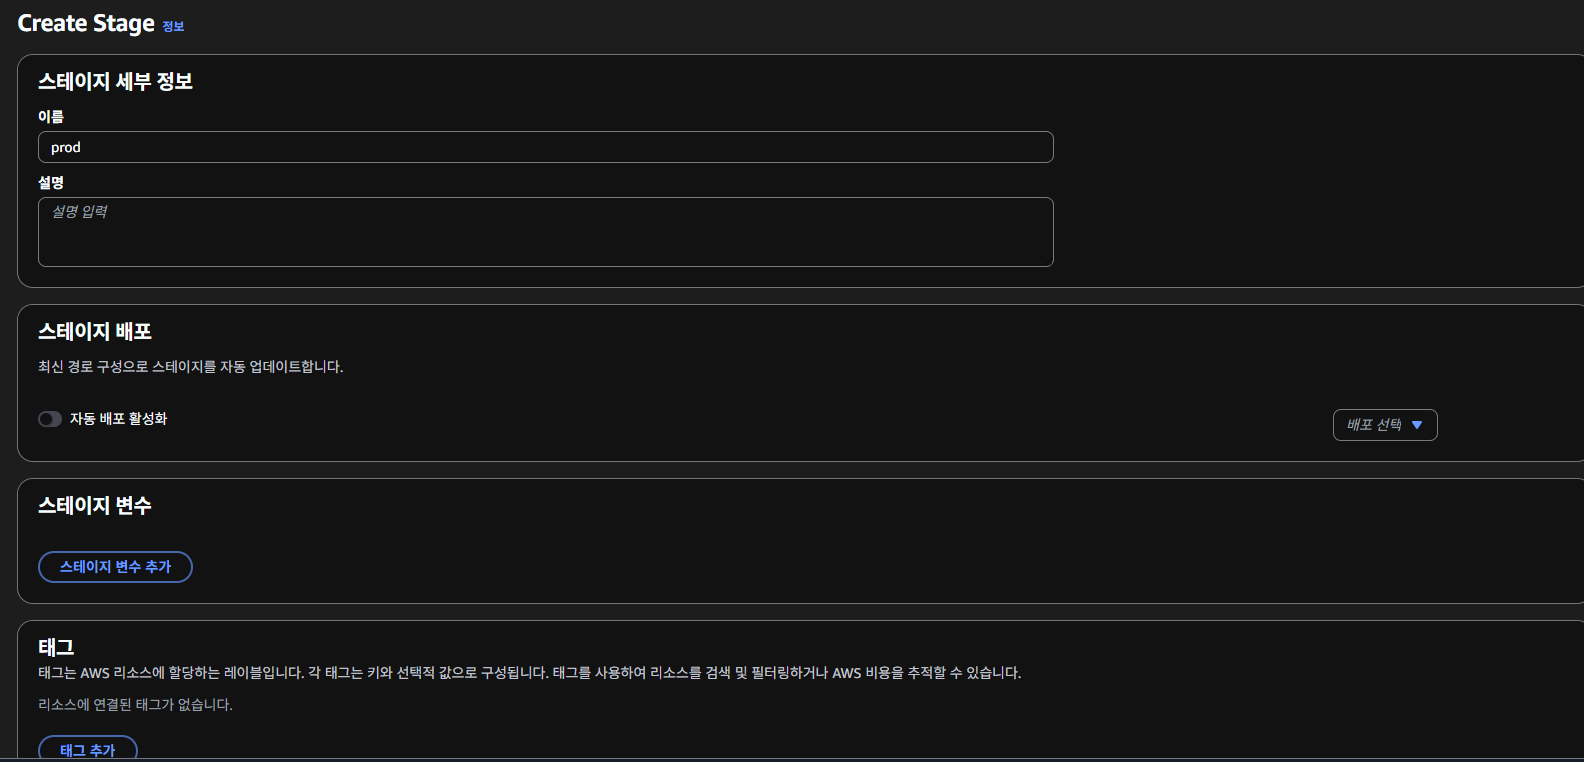 Create Stage 정보
스테이지 세부 정보
이름
prod
설명
설명 입력
스테이지 배포
최신 경로 구성으로 스테이지를 자동 업데이트합니다.
자동 배포 활성화
배포 선택
스테이지 변수
스테이지 변수 추가
태그
태그는 AWS 리소스에 할당하는 레이블입니다. 각 태그는 키와 선택적 값으로 구성됩니다. 태그를 사용하여 리소스를 검색 및 필터링하거나 AWS 비용을 추적할 수 있습니다.
리소스에 연결된 태그가 없습니다.
태그 추가